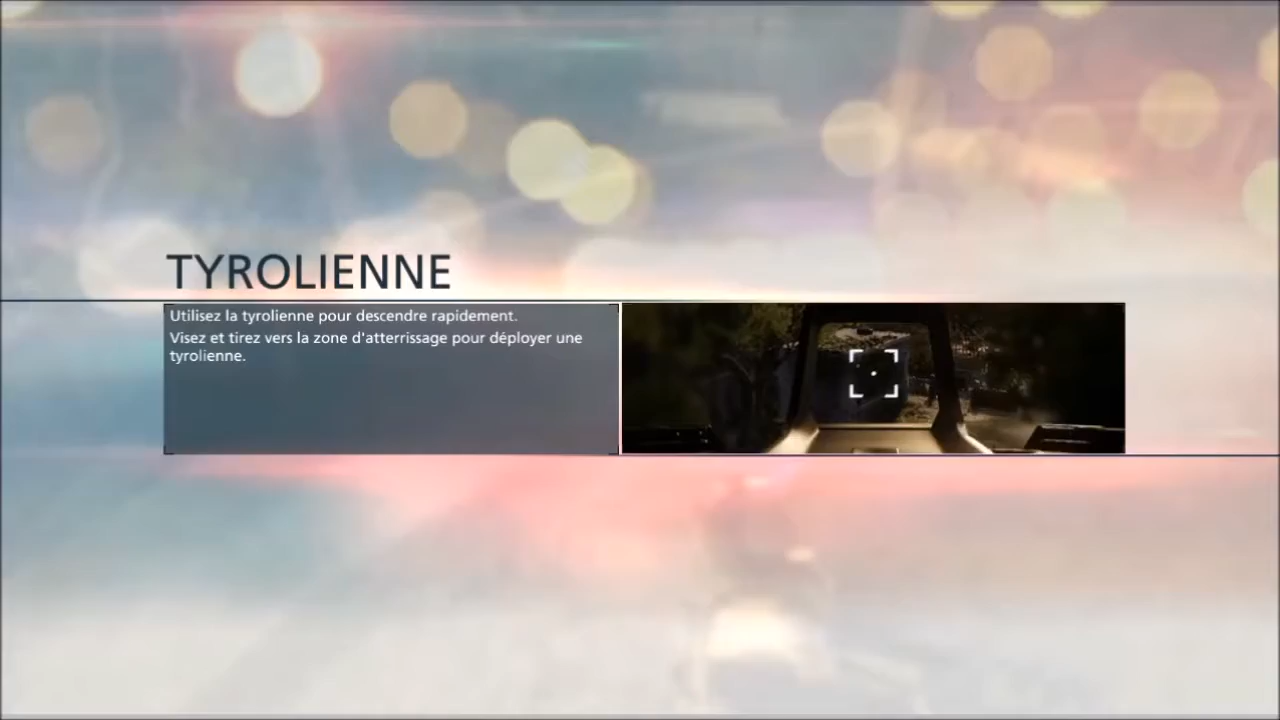 TYROLIENNE
Utilisez la tyrolienne pour descendre rapidement.
Visez et tirez vers la zone d'atterrissage pour déployer une
tyrolienne.